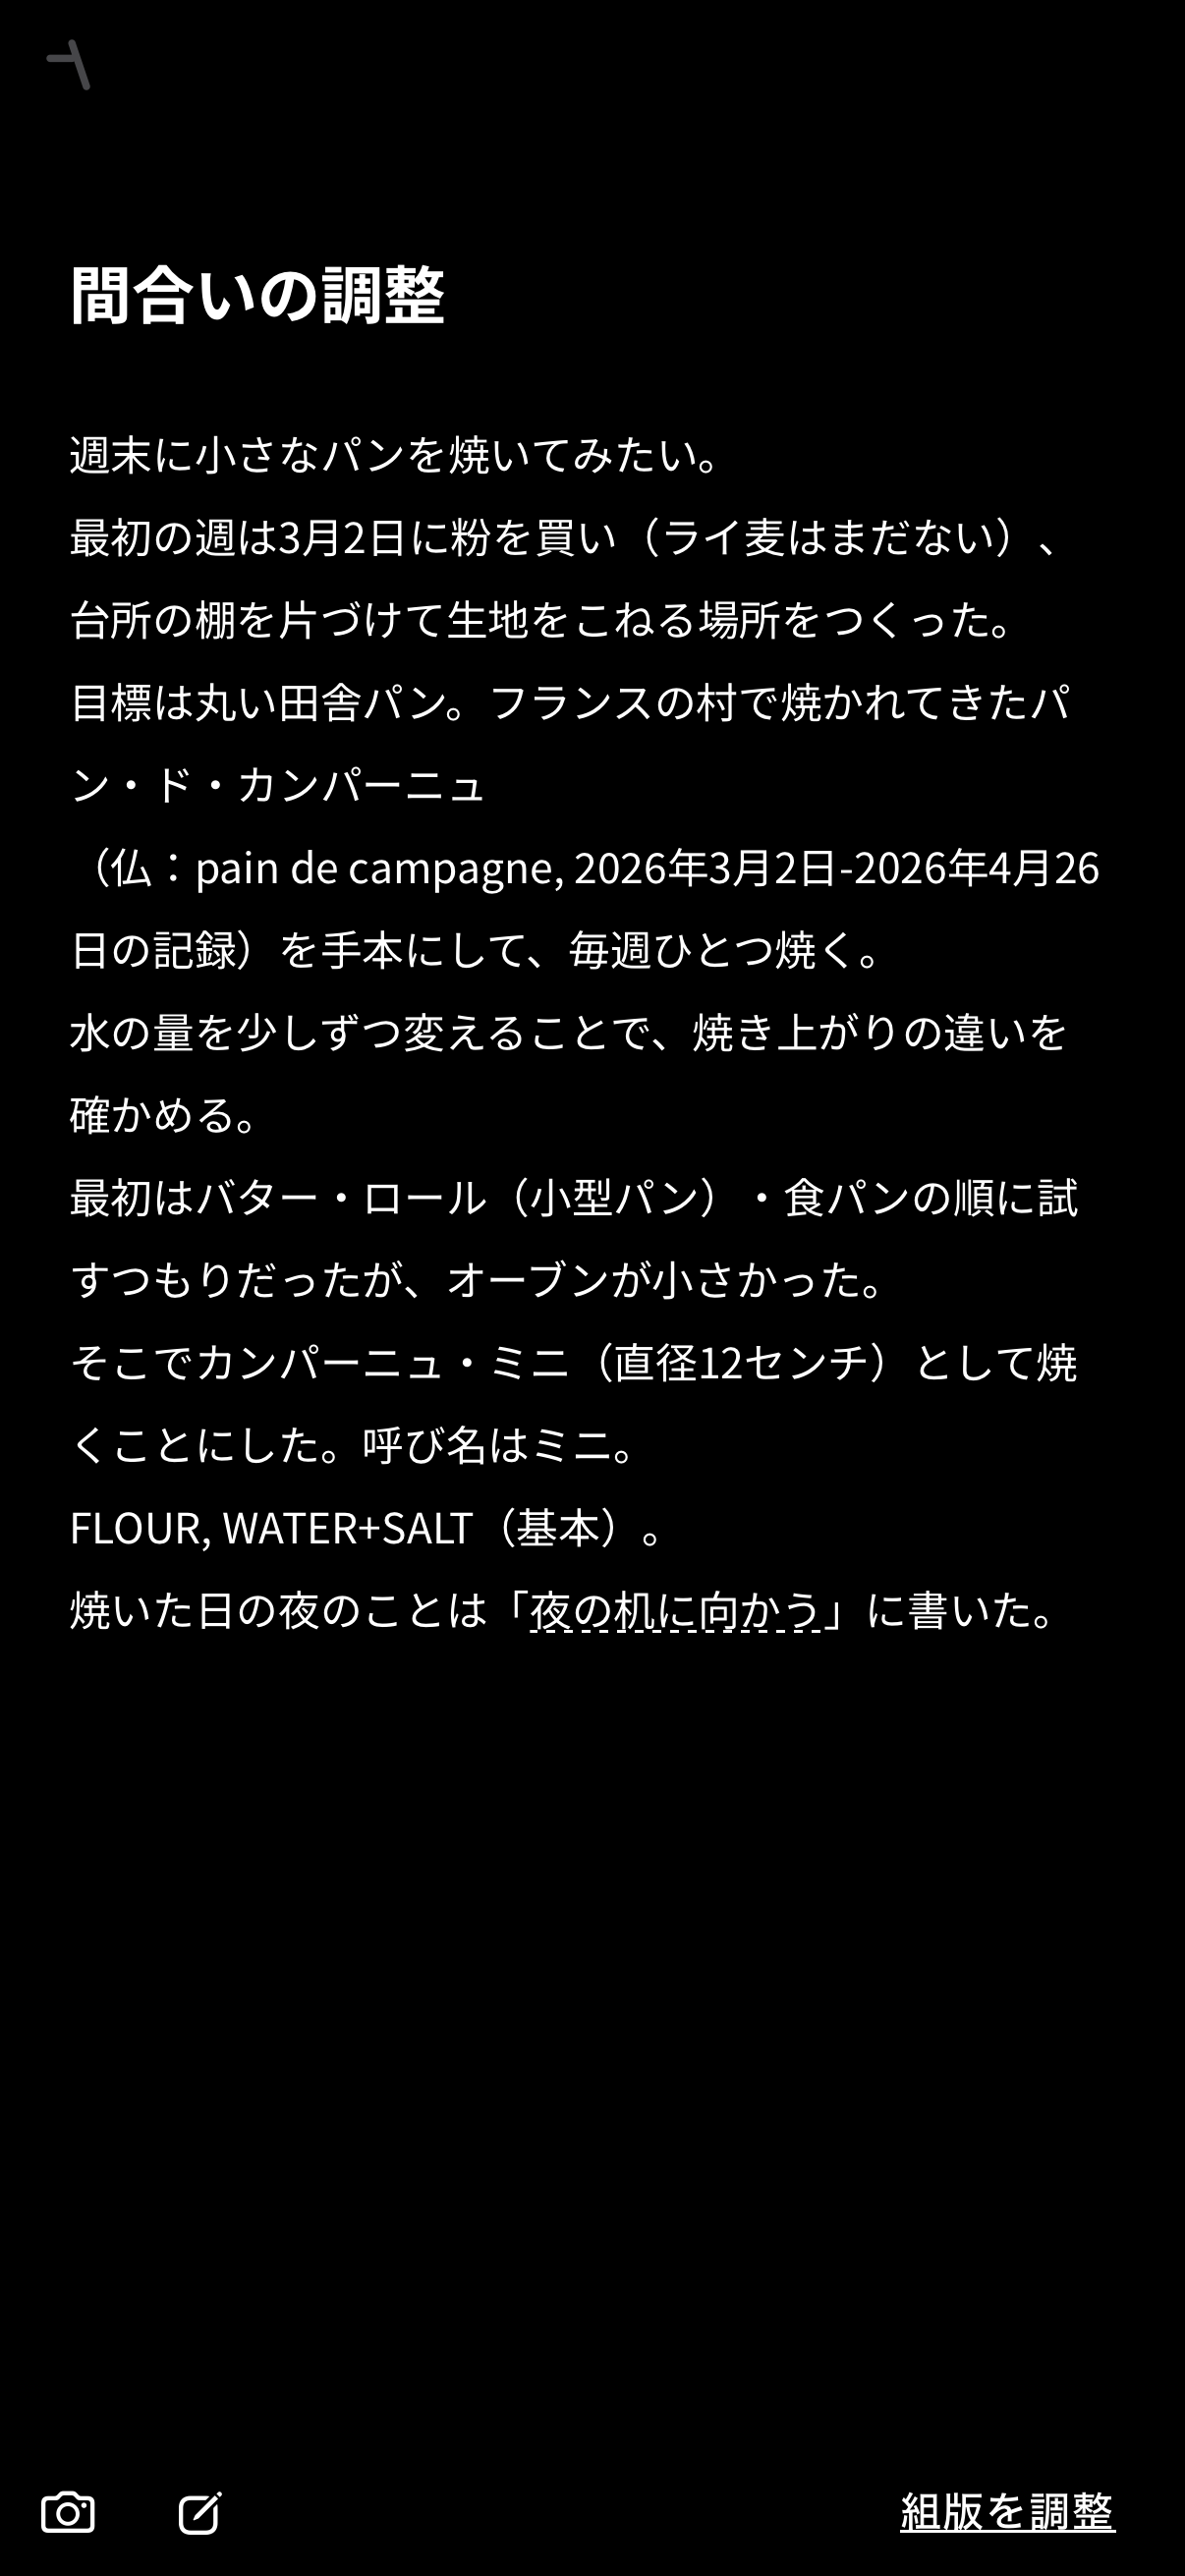 間合いの調整
週末に小さなパンを焼いてみたい。
最初の週は3月2日に粉を買い（ライ麦はまだない）、
台所の棚を片づけて生地をこねる場所をつくった。
目標は丸い田舎パン。フランスの村で焼かれてきたパ
ン・ド・カンパーニュ
（仏：pain de campagne, 2026年3月2日-2026年4月26
日の記録）を手本にして、毎週ひとつ焼く。
水の量を少しずつ変えることで、焼き上がりの違いを
確かめる。
最初はバター・ロール（小型パン）・食パンの順に試
すつもりだったが、オーブンが小さかった。
そこでカンパーニュ・ミニ（直径12センチ）として焼
くことにした。呼び名はミニ。
FLOUR, WATER+SALT（基本）。
焼いた日の夜のことは「夜の机に向かう」に書いた。
組版を調整